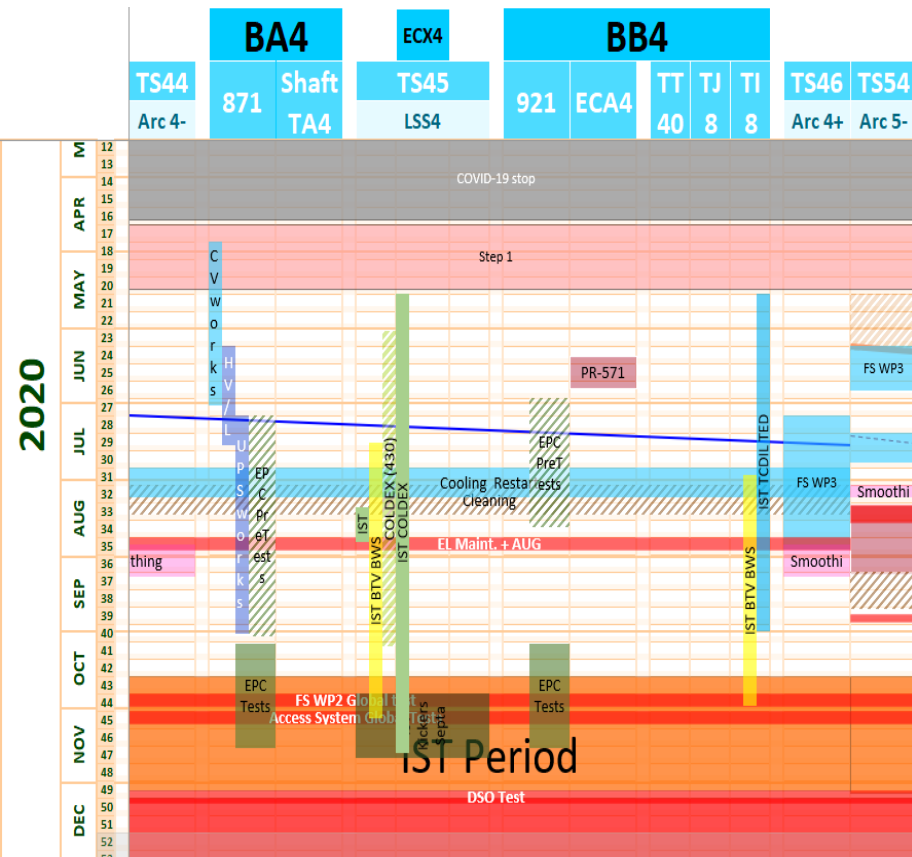 BA4
ECX4
BB4
TS44
871
Shaft
TA4
TS45
921
ECA4
TT
40
TJ
8
TI
8
TS46
TS54
Arc 4-
LSS4
Arc 4+
Arc 5-
2020
M
APR
MAY
JUN
JUL
AUG
SEP
OCT
NOV
DEC
12
13
14
15
16
17
18
19
20
21
22
23
24
25
26
27
28
29
30
31
32
33
34
35
36
37
38
39
40
41
42
43
44
45
46
47
48
49
50
51
52
COVID-19 stop
Step 1
CV works
HV/L
UPS works
EPC PreTests
PR-571
FS WP3
EPC
PreT
ests
IST
COLDEX (430)
IST COLDEX
IST BTV BWS
IST TCDIL TED
IST BTV BWS
FS WP3
Cooling Resta
Cleaning
Smoothi
EL Maint. + AUG
thing
Smoothi
EPC
Tests
EPC
Tests
FS WP2 Global test
Access System Global Test
Kickers
Septa
IST Period
DSO Test